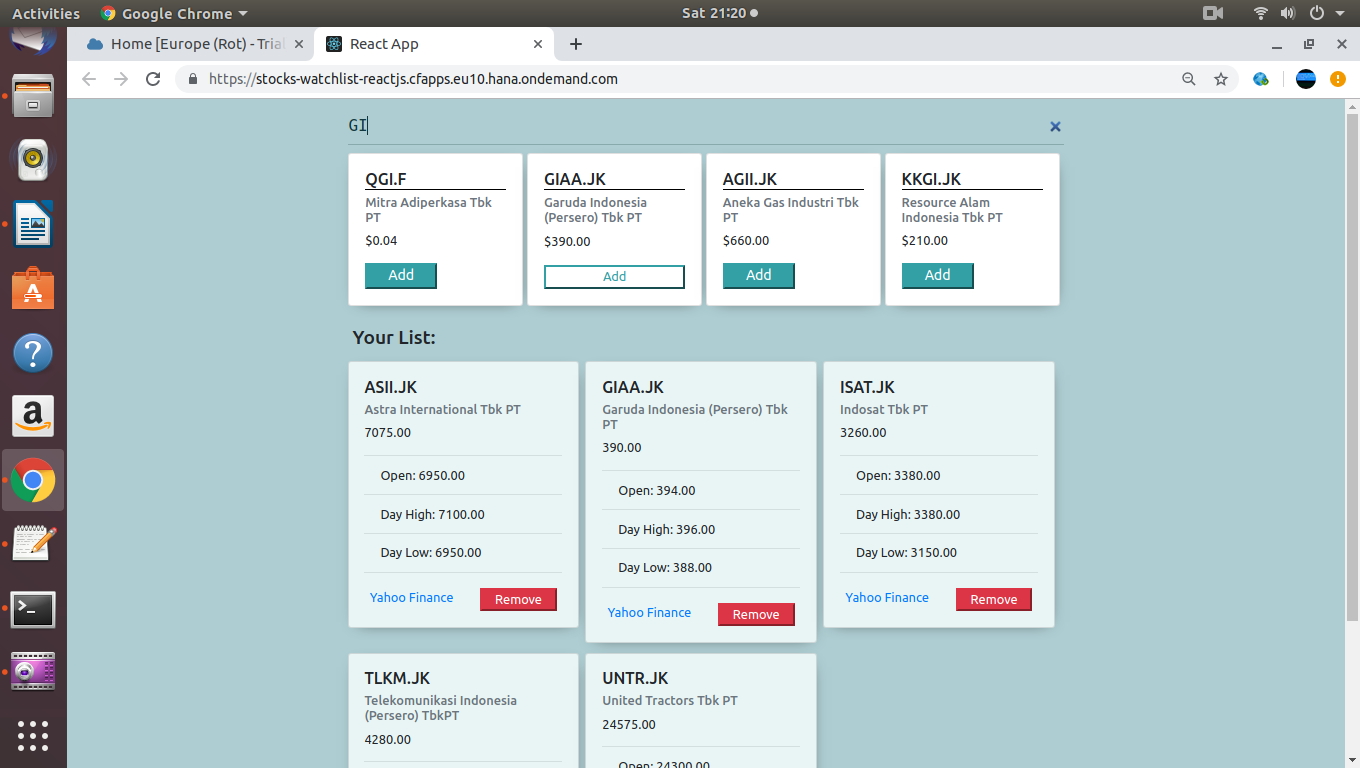 Activities Google Chrome Sat 21:20
Home [Europe (Rot) - Trial
React App
https://stocks-watchlist-reactjs.cfapps.eu10.hana.ondemand.com
GI
QGI.F
Mitra Adiperkasa Tbk
PT
$0.04
Add
GIAA.JK
Garuda Indonesia
(Persero) Tbk PT
$390.00
Add
AGII.JK
Aneka Gas Industri Tbk
PT
$660.00
Add
KKGI.JK
Resource Alam
Indonesia Tbk PT
$210.00
Add
Your List:
ASII.JK
Astra International Tbk PT
7075.00
Open: 6950.00
Day High: 7100.00
Day Low: 6950.00
Yahoo Finance Remove
GIAA.JK
Garuda Indonesia (Persero) Tbk
PT
390.00
Open: 394.00
Day High: 396.00
Day Low: 388.00
Yahoo Finance Remove
ISAT.JK
Indosat Tbk PT
3260.00
Open: 3380.00
Day High: 3380.00
Day Low: 3150.00
Yahoo Finance Remove
TLKM.JK
Telekomunikasi Indonesia
(Persero) TbkPT
4280.00
UNTR.JK
United Tractors Tbk PT
24575.00
Open: 24300.00